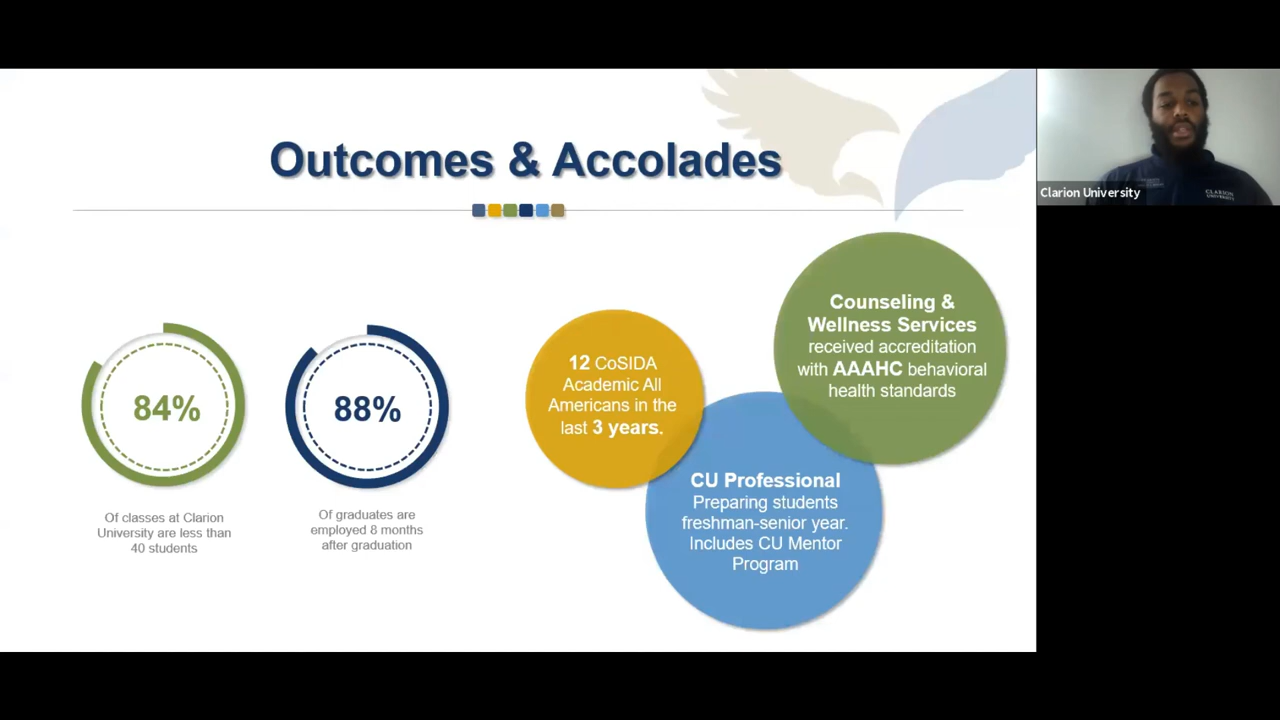 Outcomes & Accolades
84%
Of classes at Clarion
University are less than
40 students
88%
Of graduates are
employed 8 months
after graduation
12 CoSIDA
Academic All
Americans in the
last 3 years.
CU Professional
Preparing students
freshman-senior year.
Includes CU Mentor
Program
Counseling &
Wellness Services
received accreditation
with AAAHC behavioral
health standards
Clarion University
CLARION
UNIVERSITY